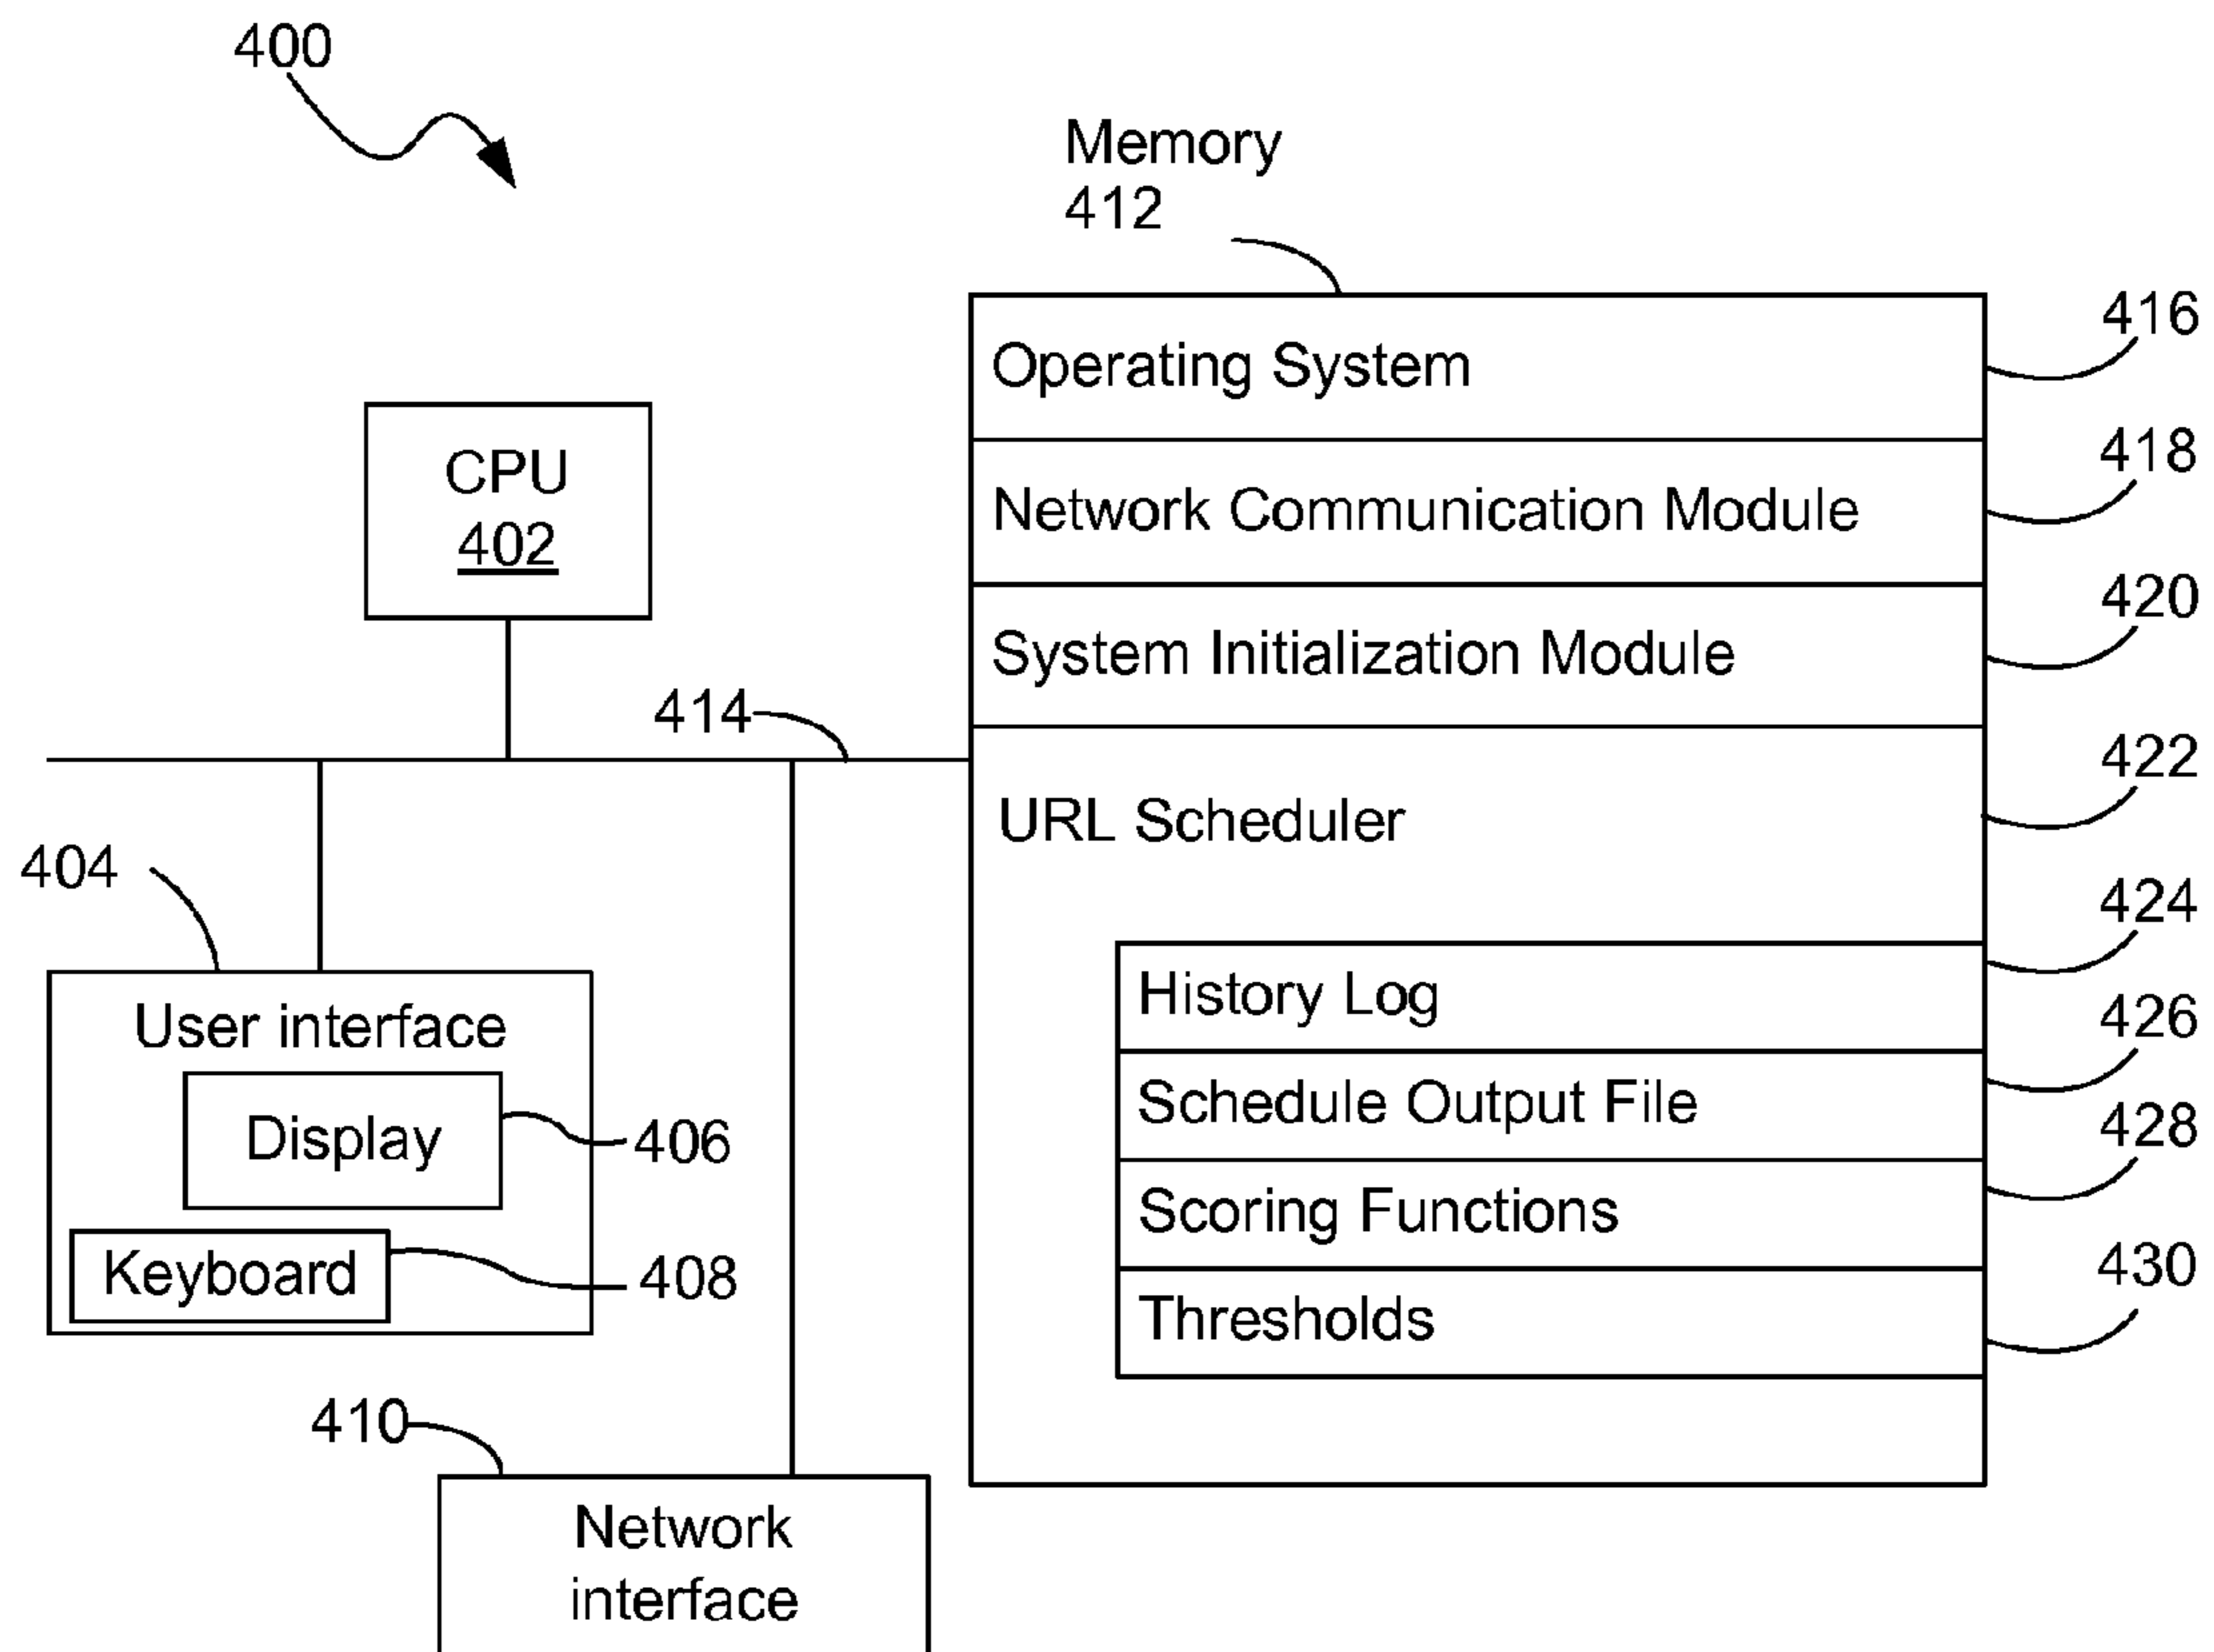 400
Memory
412
Operating System
416
CPU
402
Network Communication Module
418
System Initialization Module
420
414
URL Scheduler
422
404
History Log
424
User interface
Schedule Output File
426
Display
406
Scoring Functions
428
Keyboard
408
Thresholds
430
410
Network
interface